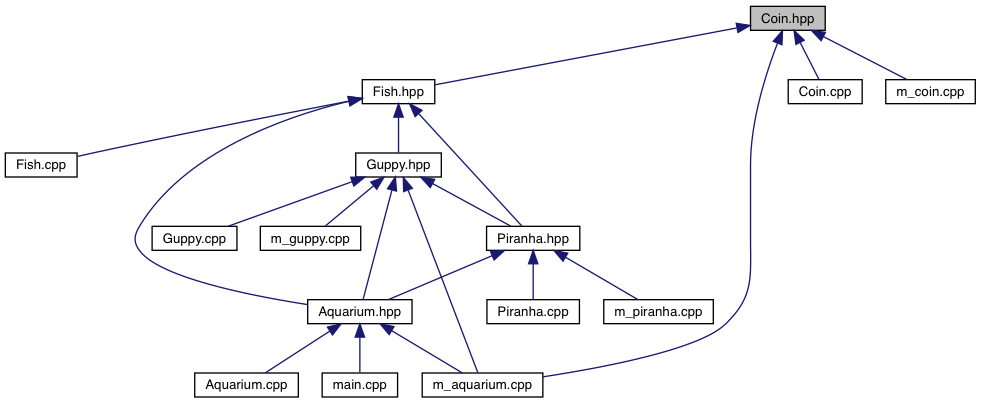 Coin.hpp
Fish.hpp
Coin.cpp
m_coin.cpp
Fish.cpp
Guppy.hpp
Guppy.cpp
m_guppy.cpp
Piranha.hpp
Aquarium.hpp
Piranha.cpp
m_piranha.cpp
Aquarium.cpp
main.cpp
m_aquarium.cpp